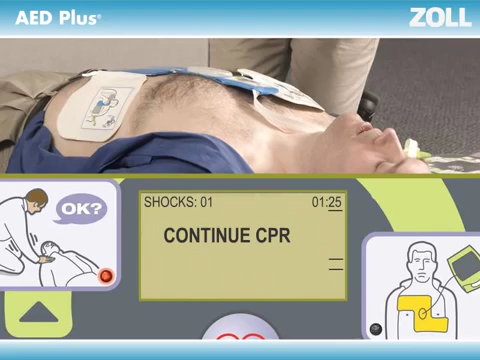 AED Plus®
ZOLL
OK?
SHOCKS: 01 01:25
CONTINUE CPR